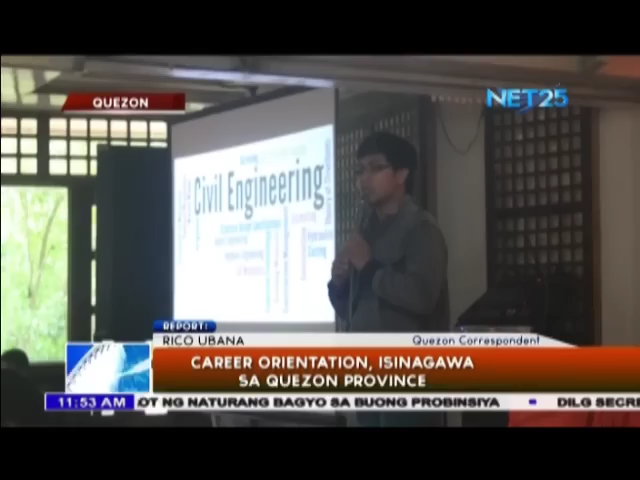 QUEZON
NET25
Civil Engineering
REPORT:
RICO UBANA
Quezon Correspondent
CAREER ORIENTATION, ISINAGAWA
SA QUEZON PROVINCE
11:53 AM OT NG NATURANG BAGYO SA BUONG PROBINSIYA DILG SECRE